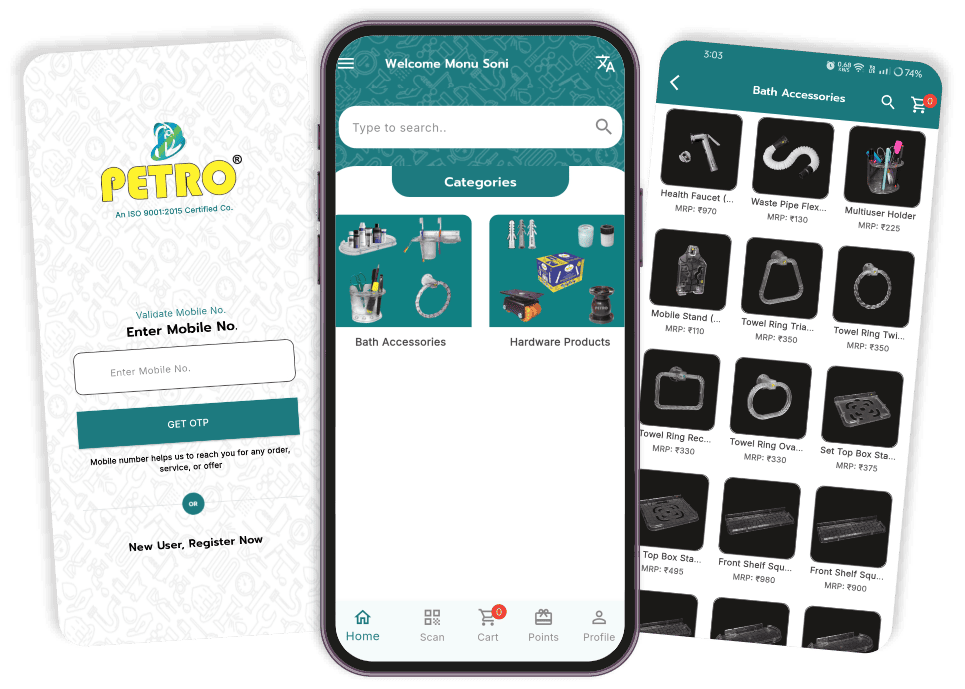 PETRO®
An ISO 9001:2015 Certified Co.
Validate Mobile No.
Enter Mobile No.
Enter Mobile No.
GET OTP
Mobile number helps us to reach you for any order,
service, or offer
OR
New User, Register Now
Welcome Monu Soni
Type to search..
Categories
PETRO
Bath Accessories
Hardware Products
0
Home
Scan
Cart
Points
Profile
3:03
0.68
KB/S
74%
Bath Accessories
0
Health Faucet (...
MRP: ₹970
Waste Pipe Flex...
MRP: ₹130
Multiuser Holder
MRP: ₹225
Mobile Stand (...
MRP: ₹110
Towel Ring Tria...
MRP: ₹350
Towel Ring Twi...
MRP: ₹350
Towel Ring Rec...
MRP: ₹330
Towel Ring Ova...
MRP: ₹330
Set Top Box Sta...
MRP: ₹375
Top Box Sta...
MRP: ₹495
Front Shelf Squ...
MRP: ₹980
Front Shelf Squ...
MRP: ₹900